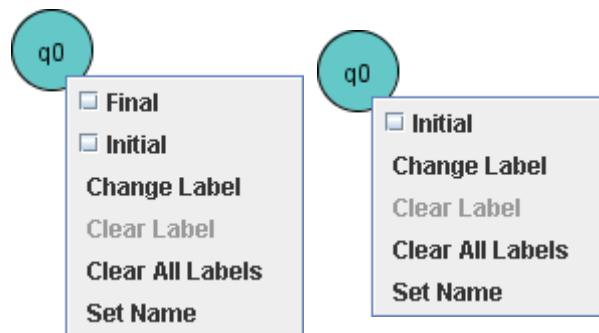 q0
Final
Initial
Change Label
Clear Label
Clear All Labels
Set Name
q0
Initial
Change Label
Clear Label
Clear All Labels
Set Name